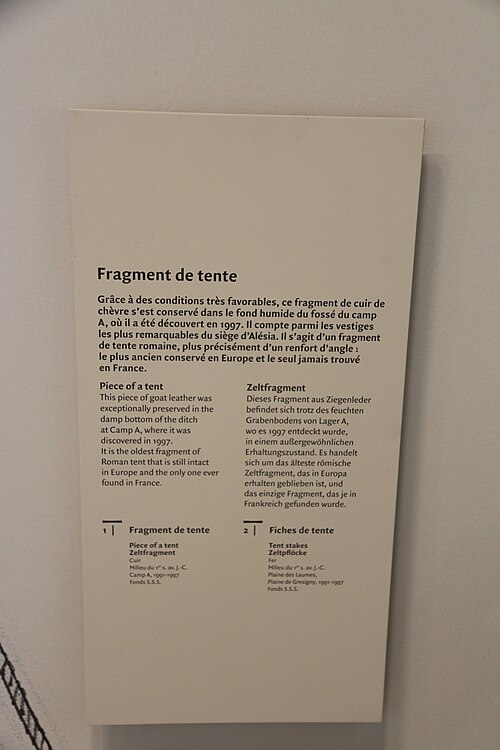 Fragment de tente
Grâce à des conditions très favorables, ce fragment de cuir de
chèvre s'est conservé dans le fond humide du fossé du camp
A, où il a été découvert en 1997. Il compte parmi les vestiges
les plus remarquables du siège d'Alésia. Il s'agit d'un fragment
de tente romaine, plus précisément d'un renfort d'angle :
le plus ancien conservé en Europe et le seul jamais trouvé
en France.
Piece of a tent
This piece of goat leather was
exceptionally preserved in the
damp bottom of the ditch
at Camp A, where it was
discovered in 1997.
It is the oldest fragment of
Roman tent that is still intact
in Europe and the only one ever
found in France.
Zeltfragment
Dieses Fragment aus Ziegenleder
befindet sich trotz des feuchten
Grabenbodens von Lager A,
wo es 1997 entdeckt wurde,
in einem außergewöhnlichen
Erhaltungszustand. Es handelt
sich um das älteste römische
Zeltfragment, das in Europa
erhalten geblieben ist, und
das einzige Fragment, das je in
Frankreich gefunden wurde.
1 Fragment de tente
Piece of a tent
Zeltfragment
Cuir
Milieu du 1er s. av. J.-C.
Camp A, 1991-1997
Fonds S.S.S.
2 Fiches de tente
Tent stakes
Zeltpflöcke
Fer
Milieu du 1er s. av. J.-C.
Plaine des Laumes,
Plaine de Gresigny, 1991-1997
Fonds S.S.S.